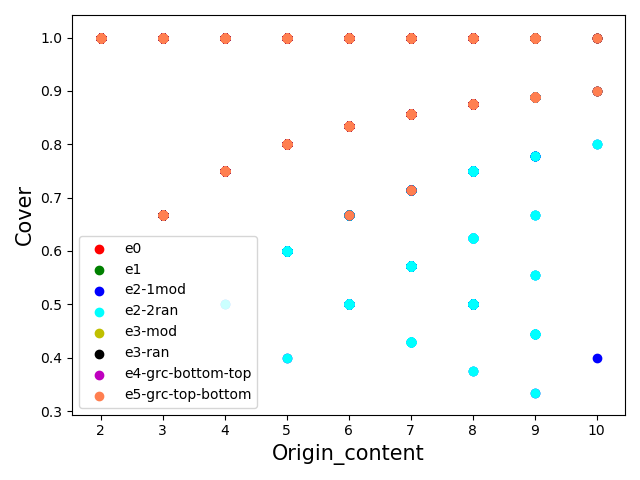 1.0
0.9
0.8
0.7
0.6
0.5
0.4
0.3
Cover
e0
e1
e2-1mod
e2-2ran
e3-mod
e3-ran
e4-grc-bottom-top
e5-grc-top-bottom
2 3 4 5 6 7 8 9 10
Origin_content